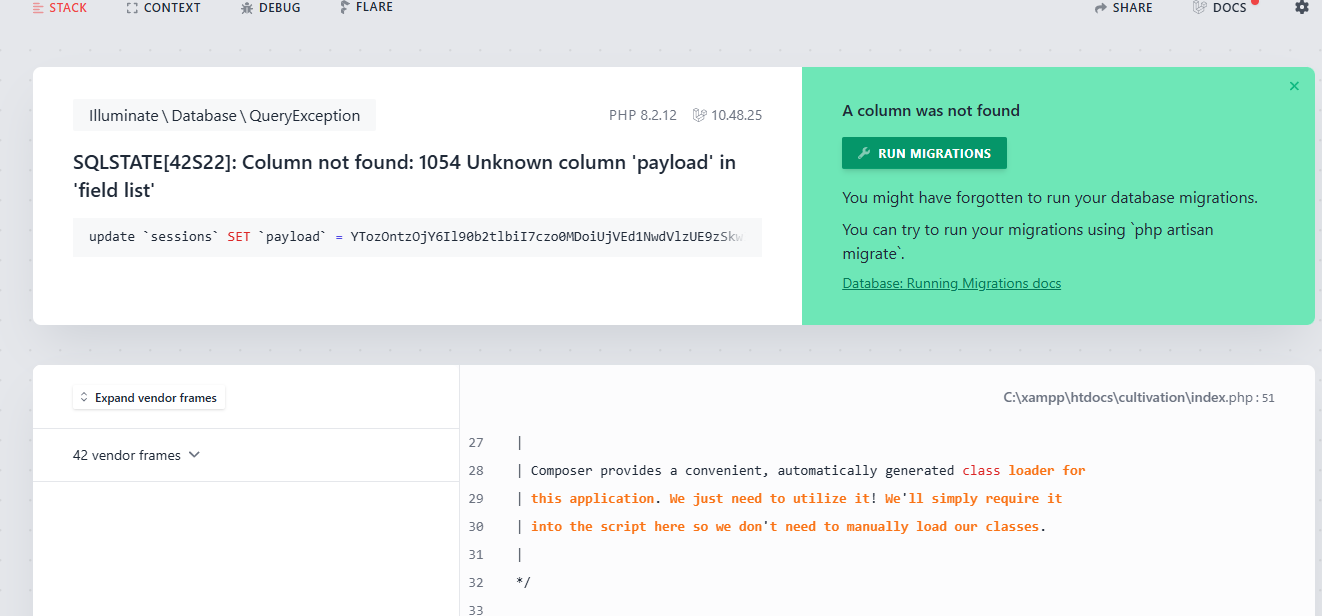 STACK
CONTEXT
DEBUG
FLARE
SHARE
DOCS
Illuminate \ Database \ QueryException
PHP 8.2.12
10.48.25
SQLSTATE[42S22]: Column not found: 1054 Unknown column 'payload' in
'field list'
update `sessions` SET `payload` = YTozOntzOjY6Il90b2tlbiI7czo0MDoiUjVEd1NwdVlzUE9zSkw
A column was not found
RUN MIGRATIONS
You might have forgotten to run your database migrations.
You can try to run your migrations using `php artisan
migrate`.
Database: Running Migrations docs
Expand vendor frames
42 vendor frames
C:\xampp\htdocs\cultivation\index.php : 51
27 |
28 | Composer provides a convenient, automatically generated class loader for
29 | this application. We just need to utilize it! We'll simply require it
30 | into the script here so we don't need to manually load our classes.
31 |
32 */
33